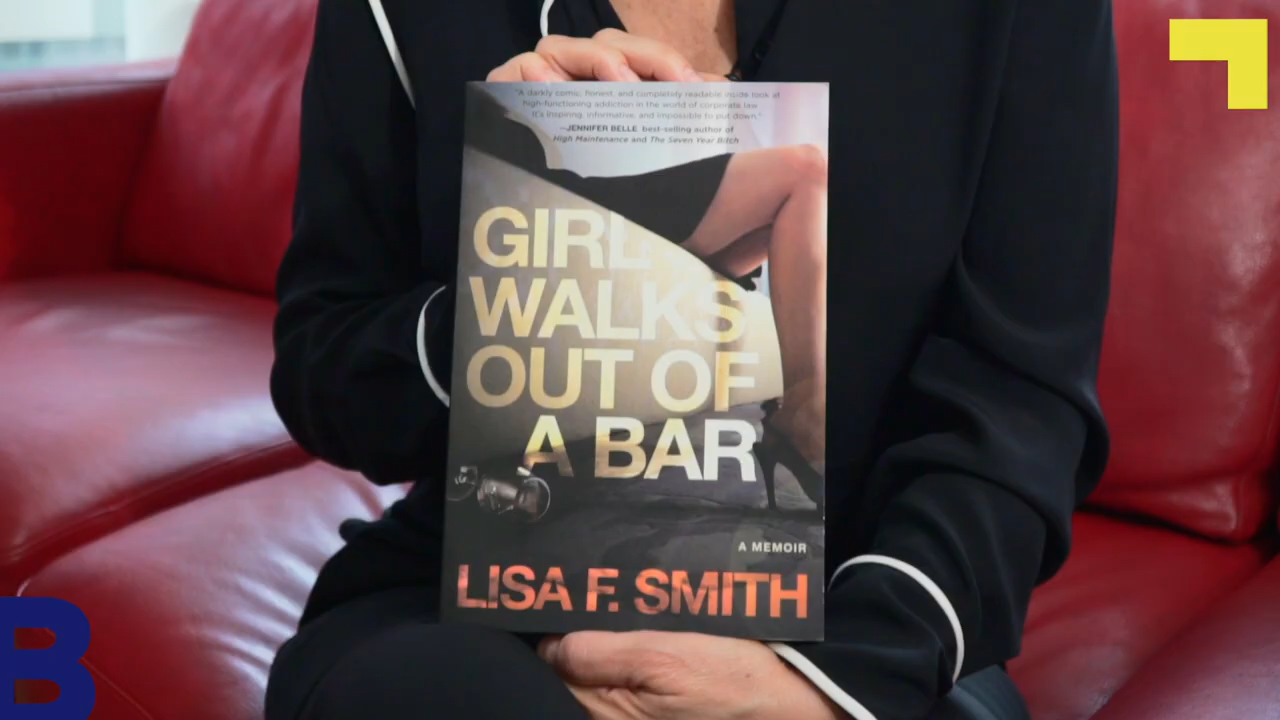 "A darkly comic, honest, and completely readable inside look at
high-functioning addiction in the world of corporate law.
It's inspiring, informative, and impossible to put down."
—JENNIFER BELLE, best-selling author of
High Maintenance and The Seven Year Bitch
GIRL
WALKS
OUT OF
A BAR
A MEMOIR
LISA F. SMITH
B